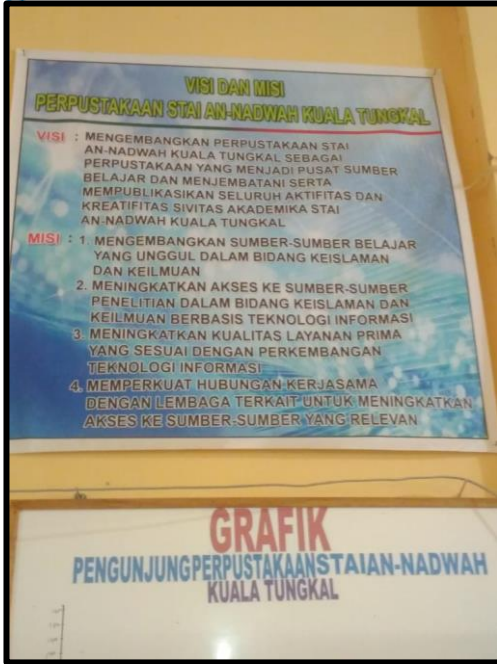 VISI DAN MISI
PERPUSTAKAAN STAI AN-NADWAH KUALA TUNGKAL
VISI : MENGEMBANGKAN PERPUSTAKAAN STAI
AN-NADWAH KUALA TUNGKAL SEBAGAI
PERPUSTAKAAN YANG MENJADI PUSAT SUMBER
BELAJAR DAN MENJEMBATANI SERTA
MEMPUBLIKASIKAN SELURUH AKTIFITAS DAN
KREATIFITAS SIVITAS AKADEMIKA STAI
AN-NADWAH KUALA TUNGKAL
MISI : 1. MENGEMBANGKAN SUMBER-SUMBER BELAJAR
YANG UNGGUL DALAM BIDANG KEISLAMAN
DAN KEILMUAN
2. MENINGKATKAN AKSES KE SUMBER-SUMBER
PENELITIAN DALAM BIDANG KEISLAMAN DAN
KEILMUAN BERBASIS TEKNOLOGI INFORMASI
3. MENINGKATKAN KUALITAS LAYANAN PRIMA
YANG SESUAI DENGAN PERKEMBANGAN
TEKNOLOGI INFORMASI
4. MEMPERKUAT HUBUNGAN KERJASAMA
DENGAN LEMBAGA TERKAIT UNTUK MENINGKATKAN
AKSES KE SUMBER-SUMBER YANG RELEVAN
GRAFIK
PENGUNJUNGPERPUSTAKAANSTAIAN-NADWAH
KUALA TUNGKAL